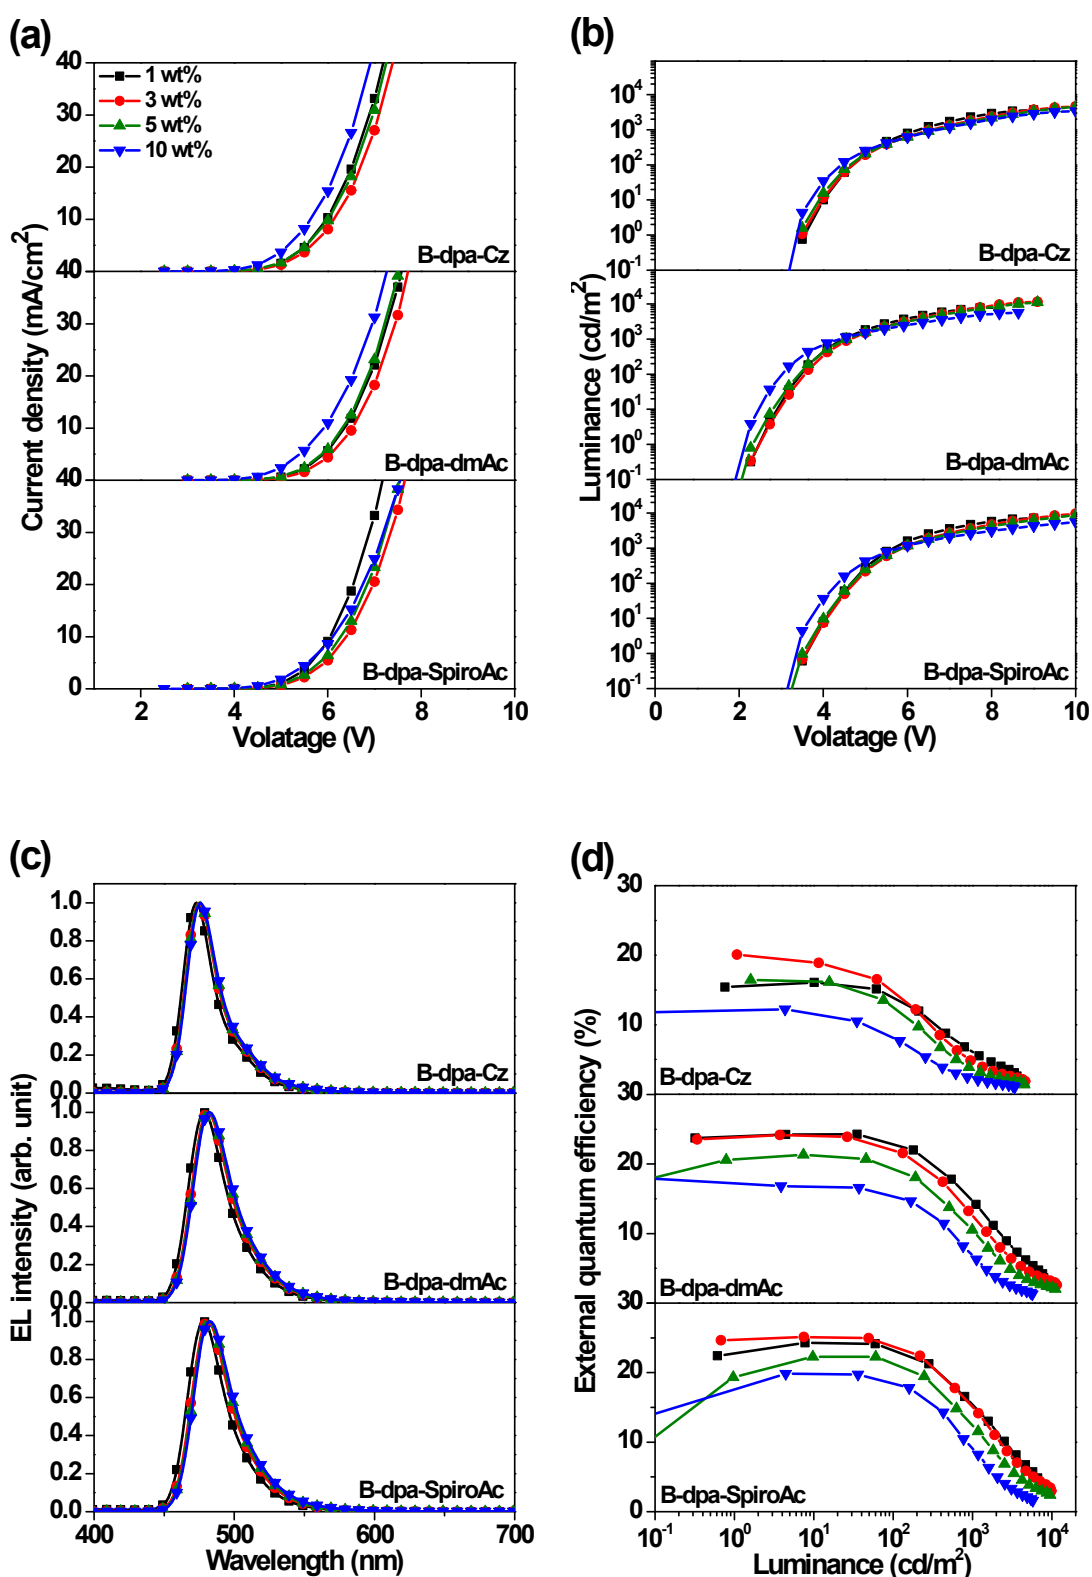 (a)
(b)
40
30
20
10
40
30
20
10
40
30
20
10
0
1 wt%
3 wt%
5 wt%
10 wt%
B-dpa-Cz
B-dpa-dmAc
B-dpa-SpiroAc
Current density (mA/cm²)
2 4 6 8 10
Volatage (V)
10⁴
10³
10²
10¹
10⁰
10⁻¹
10⁴
10³
10²
10¹
10⁰
10⁻¹
10⁴
10³
10²
10¹
10⁰
10⁻¹
B-dpa-Cz
B-dpa-dmAc
B-dpa-SpiroAc
Luminance (cd/m²)
0 2 4 6 8 10
Volatage (V)
(c)
(d)
1.0
0.8
0.6
0.4
0.2
0.0
1.0
0.8
0.6
0.4
0.2
0.0
1.0
0.8
0.6
0.4
0.2
0.0
B-dpa-Cz
B-dpa-dmAc
B-dpa-SpiroAc
EL intensity (arb. unit)
400 500 600 700
Wavelength (nm)
30
20
10
30
20
10
30
20
10
0
B-dpa-Cz
B-dpa-dmAc
B-dpa-SpiroAc
External quantum efficiency (%)
10⁻¹ 10⁰ 10¹ 10² 10³ 10⁴
Luminance (cd/m²)